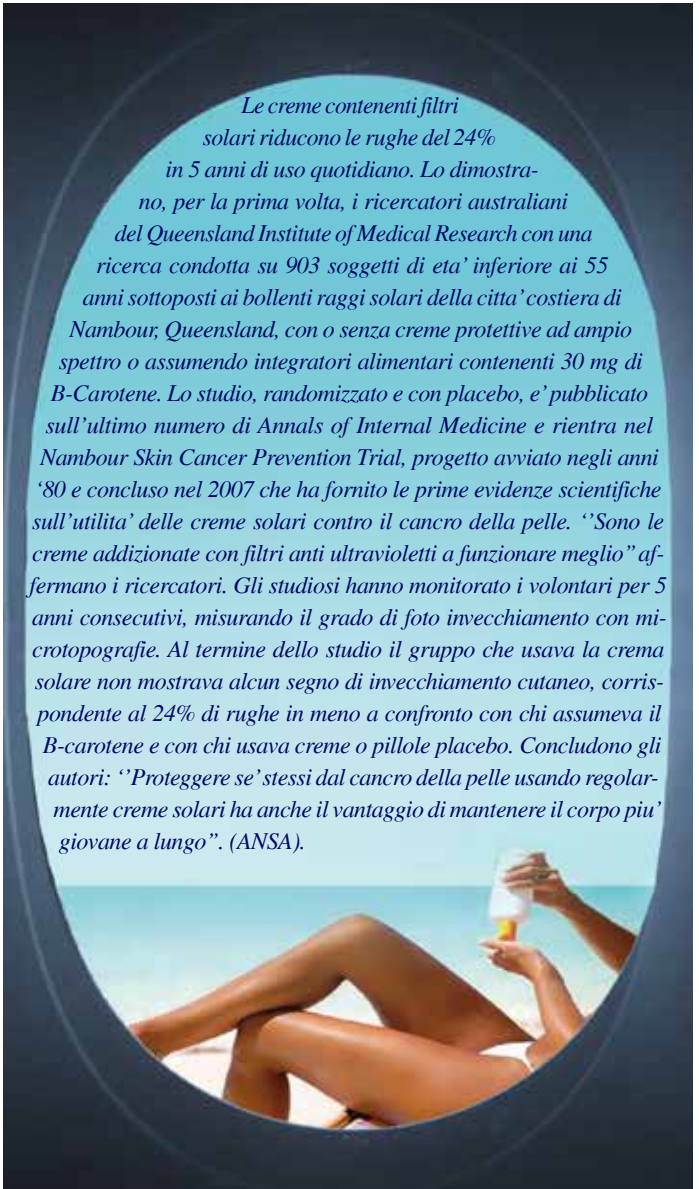 Le creme contenenti filtri
solari riducono le rughe del 24%
in 5 anni di uso quotidiano. Lo dimostra-
no, per la prima volta, i ricercatori australiani
del Queensland Institute of Medical Research con una
ricerca condotta su 903 soggetti di eta’ inferiore ai 55
anni sottoposti ai bollenti raggi solari della citta’ costiera di
Nambour, Queensland, con o senza creme protettive ad ampio
spettro o assumendo integratori alimentari contenenti 30 mg di
B-Carotene. Lo studio, randomizzato e con placebo, e’ pubblicato
sull’ultimo numero di Annals of Internal Medicine e rientra nel
Nambour Skin Cancer Prevention Trial, progetto avviato negli anni
‘80 e concluso nel 2007 che ha fornito le prime evidenze scientifiche
sull’utilita’ delle creme solari contro il cancro della pelle. ‘’Sono le
creme addizionate con filtri anti ultravioletti a funzionare meglio’’ af-
fermano i ricercatori. Gli studiosi hanno monitorato i volontari per 5
anni consecutivi, misurando il grado di foto invecchiamento con mi-
crotopografie. Al termine dello studio il gruppo che usava la crema
solare non mostrava alcun segno di invecchiamento cutaneo, corris-
pondente al 24% di rughe in meno a confronto con chi assumeva il
B-carotene e con chi usava creme o pillole placebo. Concludono gli
autori: ‘’Proteggere se’ stessi dal cancro della pelle usando regolar-
mente creme solari ha anche il vantaggio di mantenere il corpo piu’
giovane a lungo’’. (ANSA).